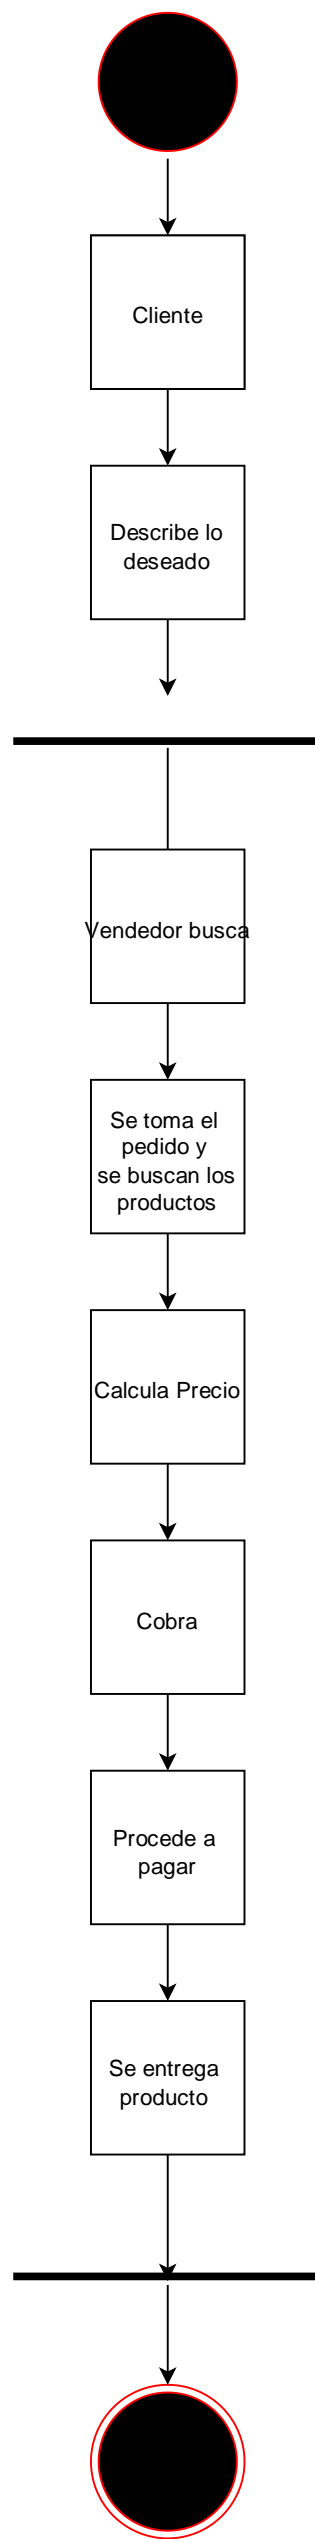 Cliente
Describe lo
deseado
Vendedor busca
Se toma el
pedido y
se buscan los
productos
Calcula Precio
Cobra
Procede a
pagar
Se entrega
producto